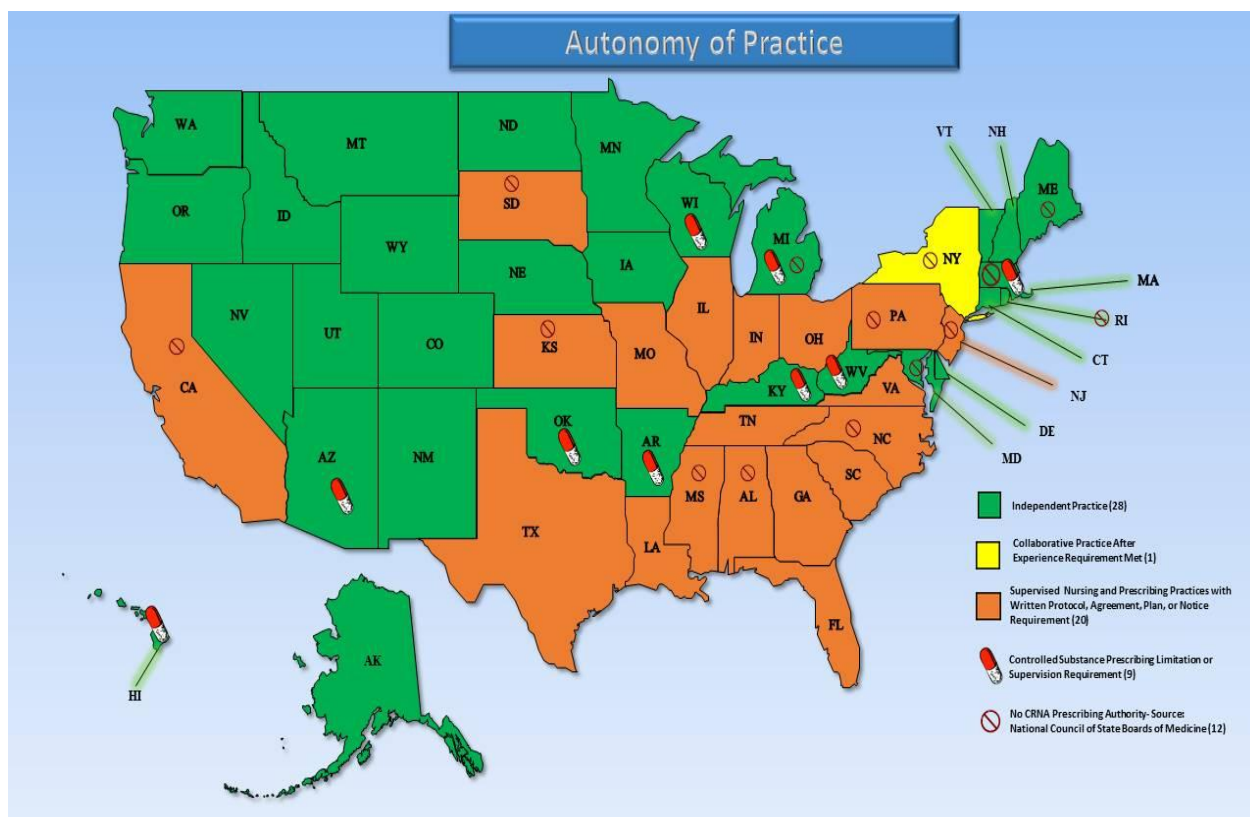 Autonomy of Practice
WA
MT
ND
MN
VT
NH
ME
OR
ID
SD
WI
MI
NY
WY
MA
IA
NE
RI
PA
NV
IL
IN
OH
UT
CO
KS
MO
CT
WV
CA
KY
VA
NJ
TN
DE
OK
NC
AZ
NM
AR
MD
SC
MS
AL
GA
TX
LA
FL
AK
HI
Independent Practice (28)
Collaborative Practice After
Experience Requirement Met (1)
Supervised Nursing and Prescribing Practices with
Written Protocol, Agreement, Plan, or Notice
Requirement (20)
Controlled Substance Prescribing Limitation or
Supervision Requirement (9)
No CRNA Prescribing Authority- Source:
National Council of State Boards of Medicine (12)